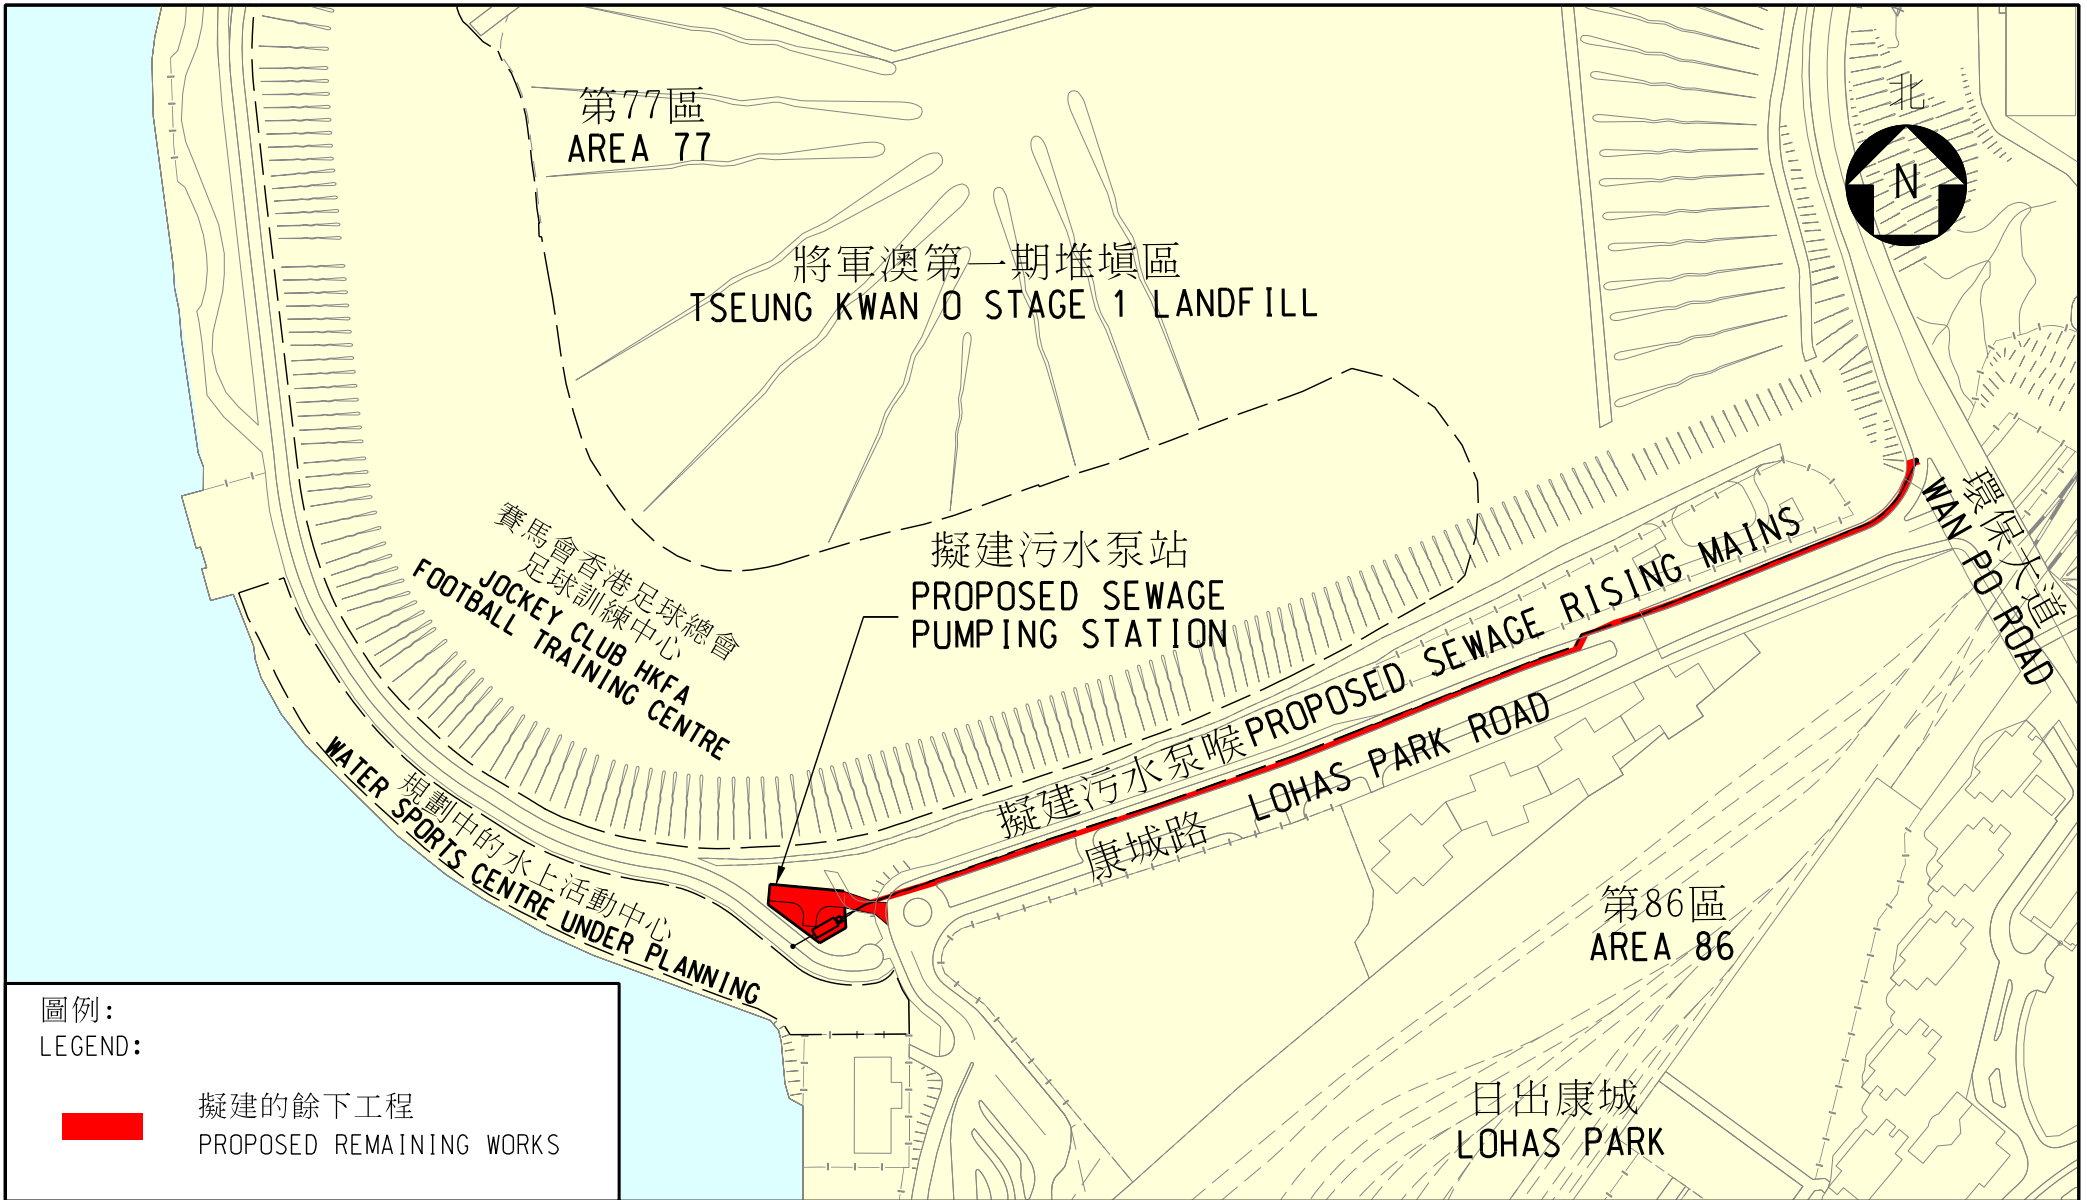 第77區
AREA 77
北
N
將軍澳第一期堆塡區
TSEUNG KWAN O STAGE 1 LANDFILL
賽馬會香港足球總會
足球訓練中心
JOCKEY CLUB HKFA
FOOTBALL TRAINING CENTRE
擬建污水泵站
PROPOSED SEWAGE
PUMPING STATION
擬建污水泵喉 PROPOSED SEWAGE RISING MAINS
環保大道
WAN PO ROAD
康城路 LOHAS PARK ROAD
規劃中的水上活動中心
WATER SPORTS CENTRE UNDER PLANNING
第86區
AREA 86
日出康城
LOHAS PARK
圖例:
LEGEND:
擬建的餘下工程
PROPOSED REMAINING WORKS